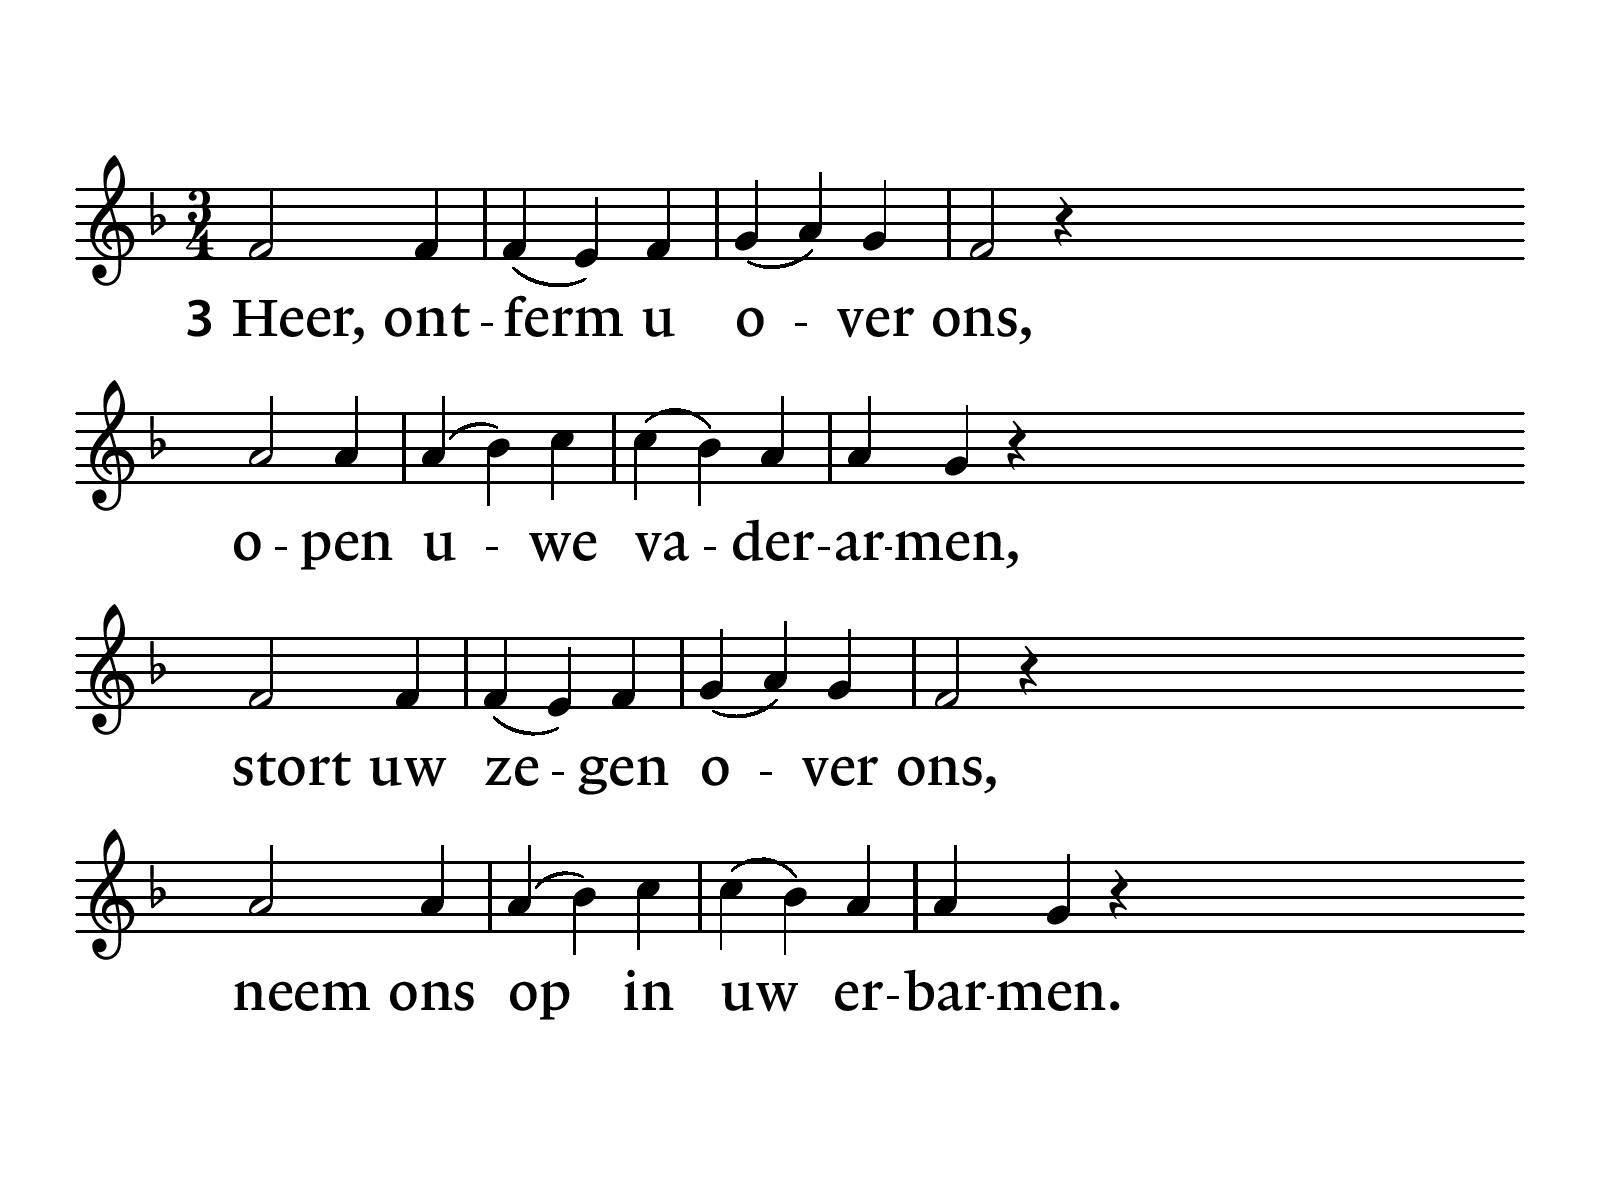 3 Heer, ont - ferm u o - ver ons,
o - pen u - we va - der-ar-men,
stort uw ze - gen o - ver ons,
neem ons op in uw er-bar-men.